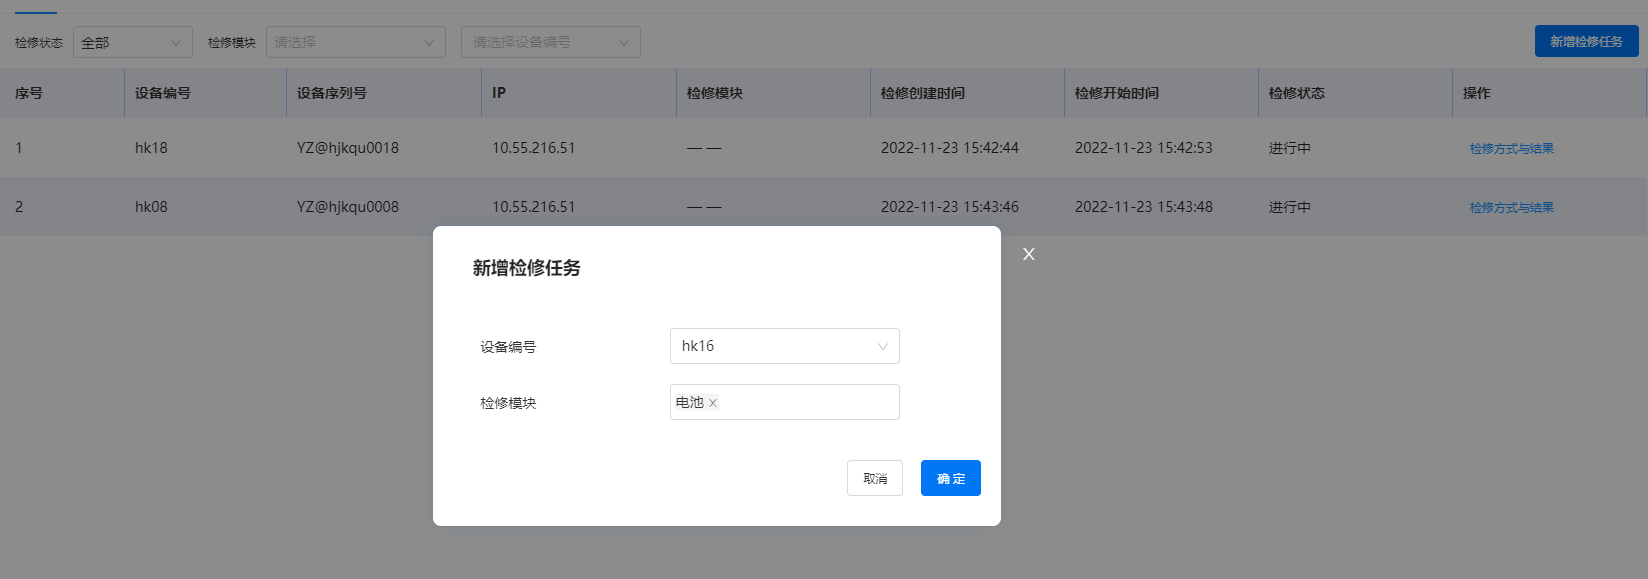 检修状态 全部 检修模块 请选择 请选择设备编号 新增检修任务
序号 设备编号 设备序列号 IP 检修模块 检修创建时间 检修开始时间 检修状态 操作
1 hk18 YZ@hjkqu0018 10.55.216.51 — — 2022-11-23 15:42:44 2022-11-23 15:42:53 进行中 检修方式与结果
2 hk08 YZ@hjkqu0008 10.55.216.51 — — 2022-11-23 15:43:46 2022-11-23 15:43:48 进行中 检修方式与结果
X
新增检修任务
设备编号 hk16
检修模块 电池 x
取消 确 定